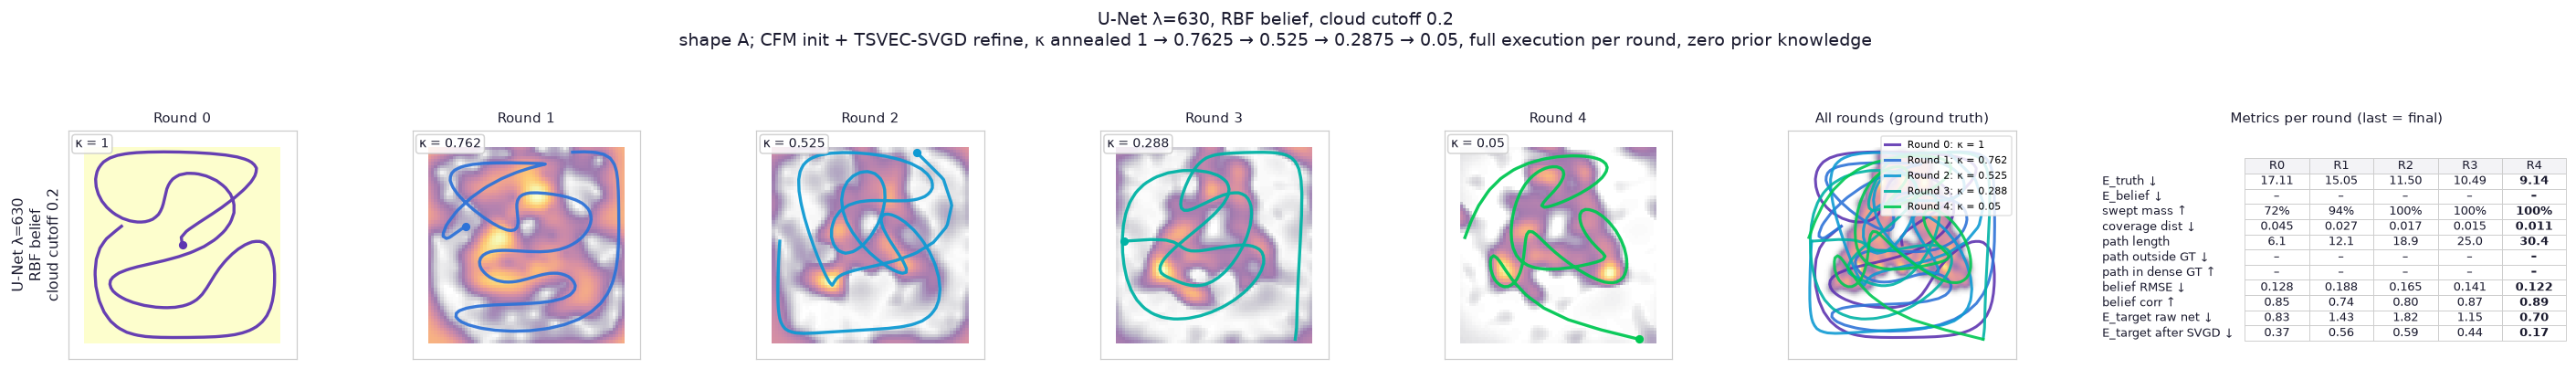 U-Net λ=630, RBF belief, cloud cutoff 0.2
shape A; CFM init + TSVEC-SVGD refine, κ annealed 1 → 0.7625 → 0.525 → 0.2875 → 0.05, full execution per round, zero prior knowledge
U-Net λ=630
RBF belief
cloud cutoff 0.2
Round 0
κ = 1
Round 1
κ = 0.762
Round 2
κ = 0.525
Round 3
κ = 0.288
Round 4
κ = 0.05
All rounds (ground truth)
Round 0: κ = 1
Round 1: κ = 0.762
Round 2: κ = 0.525
Round 3: κ = 0.288
Round 4: κ = 0.05
Metrics per round (last = final)
R0 R1 R2 R3 R4
E_truth ↓ 17.11 15.05 11.50 10.49 9.14
E_belief ↓ – – – – –
swept mass ↑ 72% 94% 100% 100% 100%
coverage dist ↓ 0.045 0.027 0.017 0.015 0.011
path length 6.1 12.1 18.9 25.0 30.4
path outside GT ↓ – – – – –
path in dense GT ↑ – – – – –
belief RMSE ↓ 0.128 0.188 0.165 0.141 0.122
belief corr ↑ 0.85 0.74 0.80 0.87 0.89
E_target raw net ↓ 0.83 1.43 1.82 1.15 0.70
E_target after SVGD ↓ 0.37 0.56 0.59 0.44 0.17